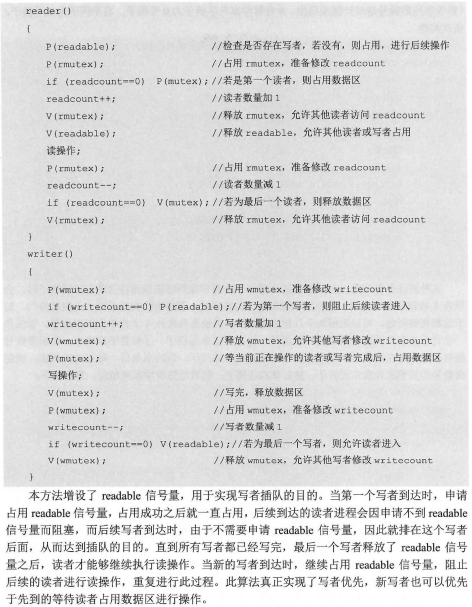 reader()
{
P(readable); //检查是否存在写者，若没有，则占用，进行后续操作
P(rmutex); //占用 rmutex，准备修改 readcount
if (readcount==0) P(mutex); //若是第一个读者，则占用数据区
readcount++; //读者数量加 1
V(rmutex); //释放 rmutex，允许其他读者访问 readcount
V(readable); //释放 readable，允许其他读者或写者占用
读操作;
P(rmutex); //占用 rmutex，准备修改 readcount
readcount--; //读者数量减 1
if (readcount==0) V(mutex); //若为最后一个读者，则释放数据区
V(rmutex); //释放 rmutex，允许其他读者访问 readcount
}
writer()
{
P(wmutex); //占用 wmutex，准备修改 writecount
if (writecount==0) P(readable);//若为第一个写者，则阻止后续读者进入
writecount++; //写者数量加 1
V(wmutex); //释放 wmutex，允许其他写者修改 writecount
P(mutex); //等当前正在操作的读者或写者完成后，占用数据区
写操作;
V(mutex); //写完，释放数据区
P(wmutex); //占用 wmutex，准备修改 writecount
writecount--; //写者数量减 1
if (writecount==0) V(readable);//若为最后一个写者，则允许读者进入
V(wmutex); //释放 wmutex，允许其他写者修改 writecount
}
本方法增设了 readable 信号量，用于实现写者插队的目的。当第一个写者到达时，申请
占用 readable 信号量，占用成功之后就一直占用，后续到达的读者进程会因申请不到 readable
信号量而阻塞，而后续写者到达时，由于不需要申请 readable 信号量，因此就排在这个写者
后面，从而达到插队的目的。直到所有写者都已经写完，最后一个写者释放了 readable 信号
量之后，读者才能够继续执行读操作。当新的写者到达时，继续占用 readable 信号量，阻止
后续的读者进行读操作，重复进行此过程。此算法真正实现了写者优先，新写者也可以优先
于先到的等待读者占用数据区进行操作。